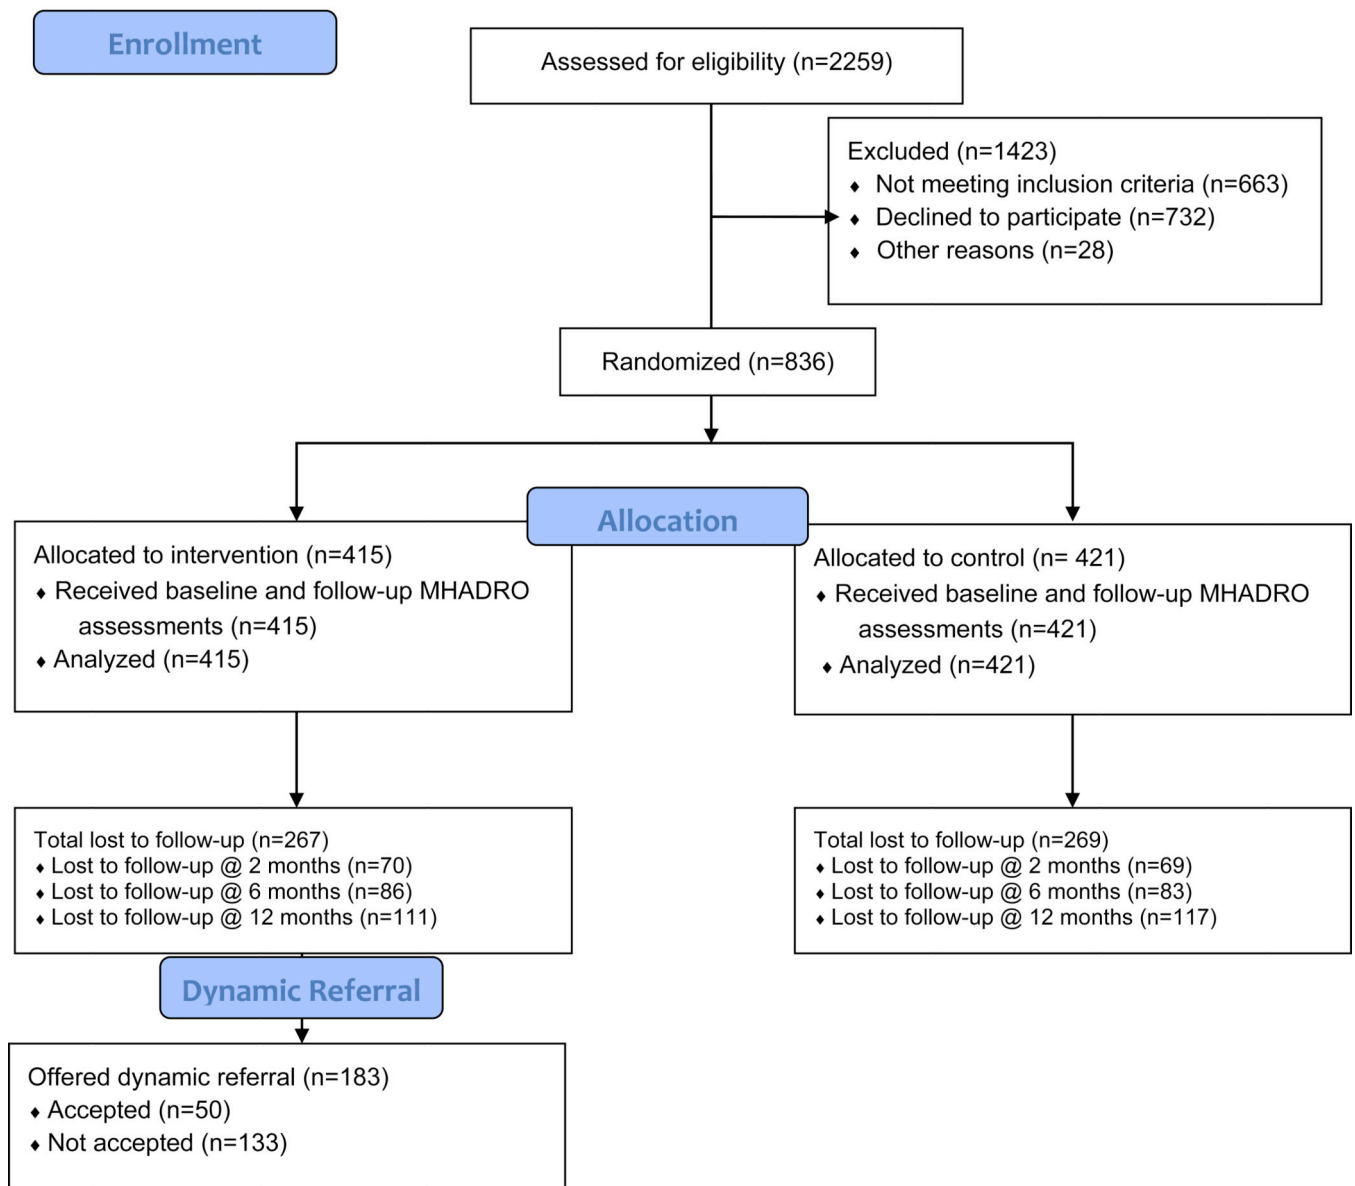 Enrollment
Assessed for eligibility (n=2259)
Excluded (n=1423)
♦ Not meeting inclusion criteria (n=663)
♦ Declined to participate (n=732)
♦ Other reasons (n=28)
Randomized (n=836)
Allocation
Allocated to intervention (n=415)
♦ Received baseline and follow-up MHADRO
assessments (n=415)
♦ Analyzed (n=415)
Allocated to control (n= 421)
♦ Received baseline and follow-up MHADRO
assessments (n=421)
♦ Analyzed (n=421)
Total lost to follow-up (n=267)
♦ Lost to follow-up @ 2 months (n=70)
♦ Lost to follow-up @ 6 months (n=86)
♦ Lost to follow-up @ 12 months (n=111)
Total lost to follow-up (n=269)
♦ Lost to follow-up @ 2 months (n=69)
♦ Lost to follow-up @ 6 months (n=83)
♦ Lost to follow-up @ 12 months (n=117)
Dynamic Referral
Offered dynamic referral (n=183)
♦ Accepted (n=50)
♦ Not accepted (n=133)